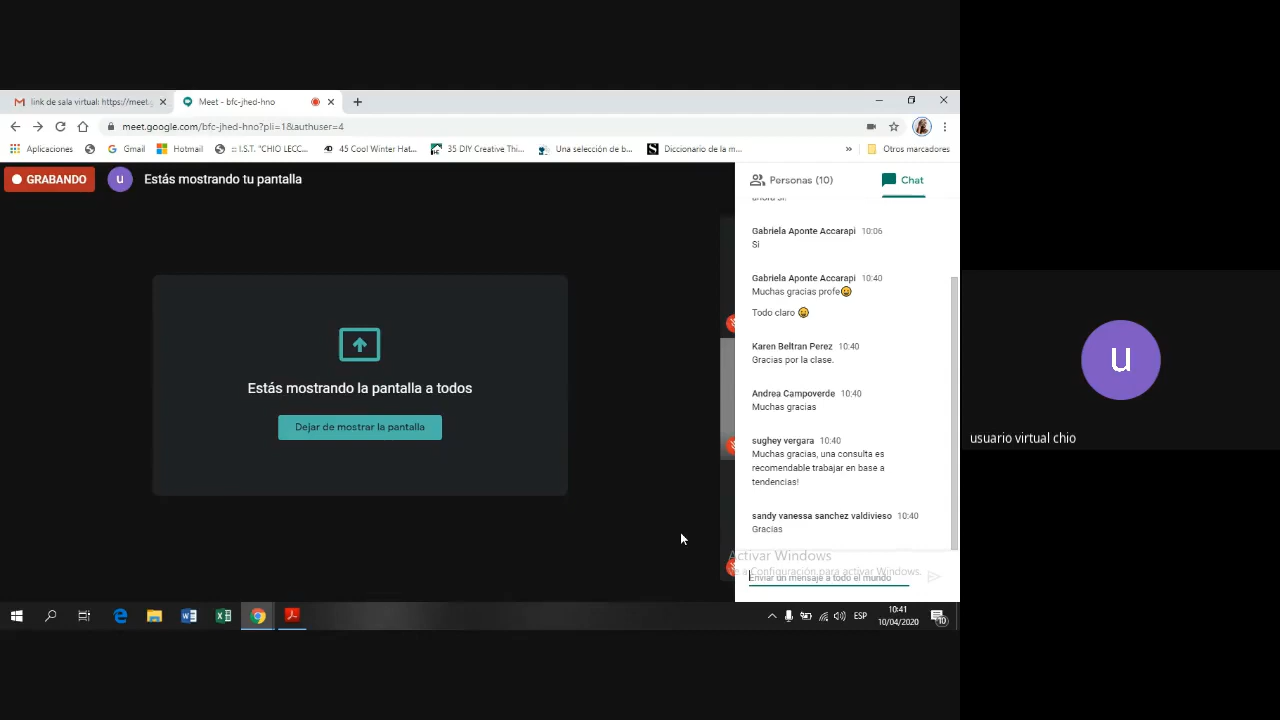 link de sala virtual: https://meet.g
Meet - bfc-jhed-hno
meet.google.com/bfc-jhed-hno?pli=1&authuser=4
Aplicaciones
Gmail
Hotmail
:: I.S.T. "CHIO LECC...
45 Cool Winter Hat...
35 DIY Creative Thi...
Una selección de b...
Diccionario de la m...
»
Otros marcadores
GRABANDO
u
Estás mostrando tu pantalla
Personas (10)
Chat
Gabriela Aponte Accarapi 10:06
Si
Gabriela Aponte Accarapi 10:40
Muchas gracias profe😀
Todo claro 😀
Karen Beltran Perez 10:40
Gracias por la clase.
Andrea Campoverde 10:40
Muchas gracias
sughey vergara 10:40
Muchas gracias, una consulta es
recomendable trabajar en base a
tendencias!
sandy vanessa sanchez valdivieso 10:40
Gracias
Activar Windows
Ve a Configuración para activar Windows.
Enviar un mensaje a todo el mundo
Estás mostrando la pantalla a todos
Dejar de mostrar la pantalla
u
usuario virtual chio
ESP
10:41
10/04/2020
10